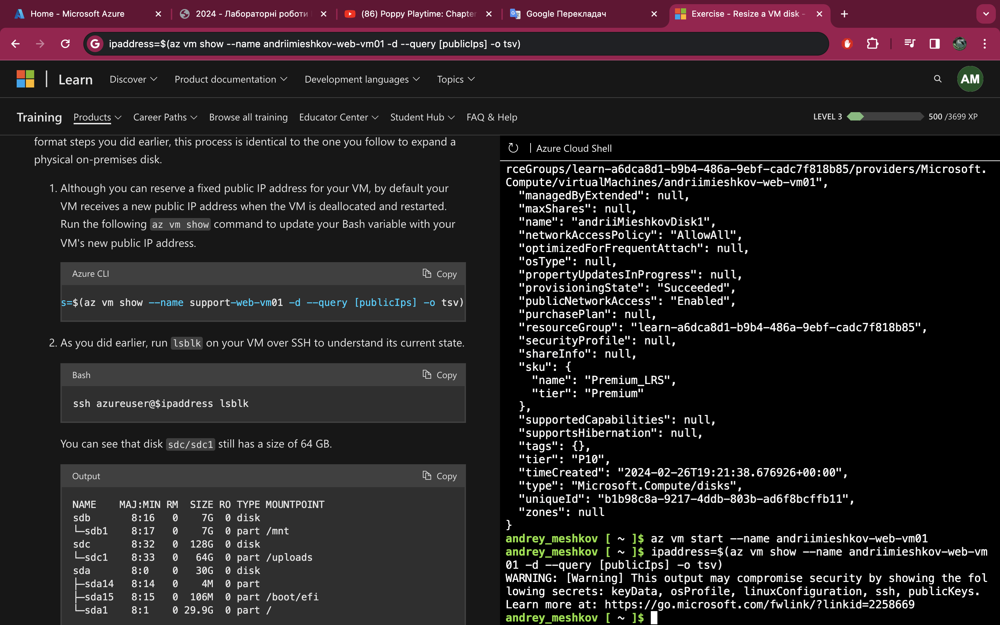 Home - Microsoft Azure
2024 - Лабораторні роботи
(86) Poppy Playtime: Chapter
Google Перекладач
Exercise - Resize a VM disk -
ipaddress=$(az vm show --name andriimieshkov-web-vm01 -d --query [publicIps] -o tsv)
Learn Discover Product documentation Development languages Topics
AM
Training Products Career Paths Browse all training Educator Center Student Hub FAQ & Help
LEVEL 3 500 /3699 XP
format steps you did earlier, this process is identical to the one you follow to expand a
physical on-premises disk.
1. Although you can reserve a fixed public IP address for your VM, by default your
VM receives a new public IP address when the VM is deallocated and restarted.
Run the following az vm show command to update your Bash variable with your
VM's new public IP address.
Azure CLI Copy
s=$(az vm show --name support-web-vm01 -d --query [publicIps] -o tsv)
2. As you did earlier, run lsblk on your VM over SSH to understand its current state.
Bash Copy
ssh azureuser@$ipaddress lsblk
You can see that disk sdc/sdc1 still has a size of 64 GB.
Output Copy
NAME    MAJ:MIN RM  SIZE RO TYPE MOUNTPOINT
sdb       8:16   0    7G  0 disk
└─sdb1    8:17   0    7G  0 part /mnt
sdc       8:32   0  128G  0 disk
└─sdc1    8:33   0   64G  0 part /uploads
sda       8:0    0   30G  0 disk
├─sda14   8:14   0    4M  0 part
├─sda15   8:15   0  106M  0 part /boot/efi
└─sda1    8:1    0 29.9G  0 part /
Azure Cloud Shell
rceGroups/learn-a6dca8d1-b9b4-486a-9ebf-cadc7f818b85/providers/Microsoft.
Compute/virtualMachines/andriimieshkov-web-vm01",
"managedByExtended": null,
"maxShares": null,
"name": "andriiMieshkovDisk1",
"networkAccessPolicy": "AllowAll",
"optimizedForFrequentAttach": null,
"osType": null,
"propertyUpdatesInProgress": null,
"provisioningState": "Succeeded",
"publicNetworkAccess": "Enabled",
"purchasePlan": null,
"resourceGroup": "learn-a6dca8d1-b9b4-486a-9ebf-cadc7f818b85",
"securityProfile": null,
"shareInfo": null,
"sku": {
"name": "Premium_LRS",
"tier": "Premium"
},
"supportedCapabilities": null,
"supportsHibernation": null,
"tags": {},
"tier": "P10",
"timeCreated": "2024-02-26T19:21:38.676926+00:00",
"type": "Microsoft.Compute/disks",
"uniqueId": "b1b98c8a-9217-4ddb-803b-ad6f8bcffb11",
"zones": null
}
andrey_meshkov [ ~ ]$ az vm start --name andriimieshkov-web-vm01
andrey_meshkov [ ~ ]$ ipaddress=$(az vm show --name andriimieshkov-web-vm
01 -d --query [publicIps] -o tsv)
WARNING: [Warning] This output may compromise security by showing the fol
lowing secrets: keyData, osProfile, linuxConfiguration, ssh, publicKeys.
Learn more at: https://go.microsoft.com/fwlink/?linkid=2258669
andrey_meshkov [ ~ ]$